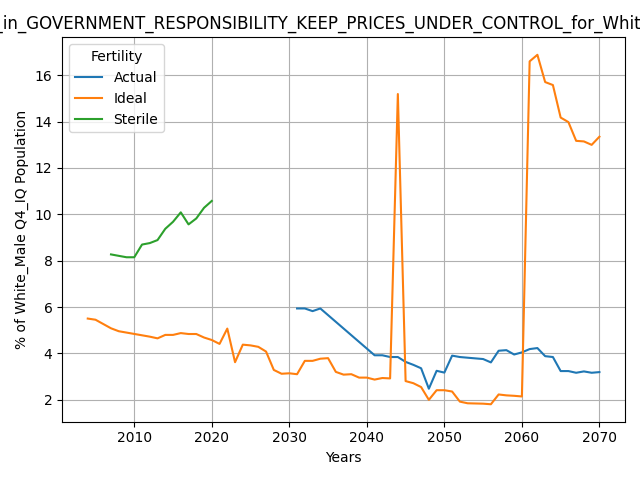 _in_GOVERNMENT_RESPONSIBILITY_KEEP_PRICES_UNDER_CONTROL_for_Whit
Fertility
Actual
Ideal
Sterile
% of White_Male Q4_IQ Population
16
14
12
10
8
6
4
2
2010 2020 2030 2040 2050 2060 2070
Years